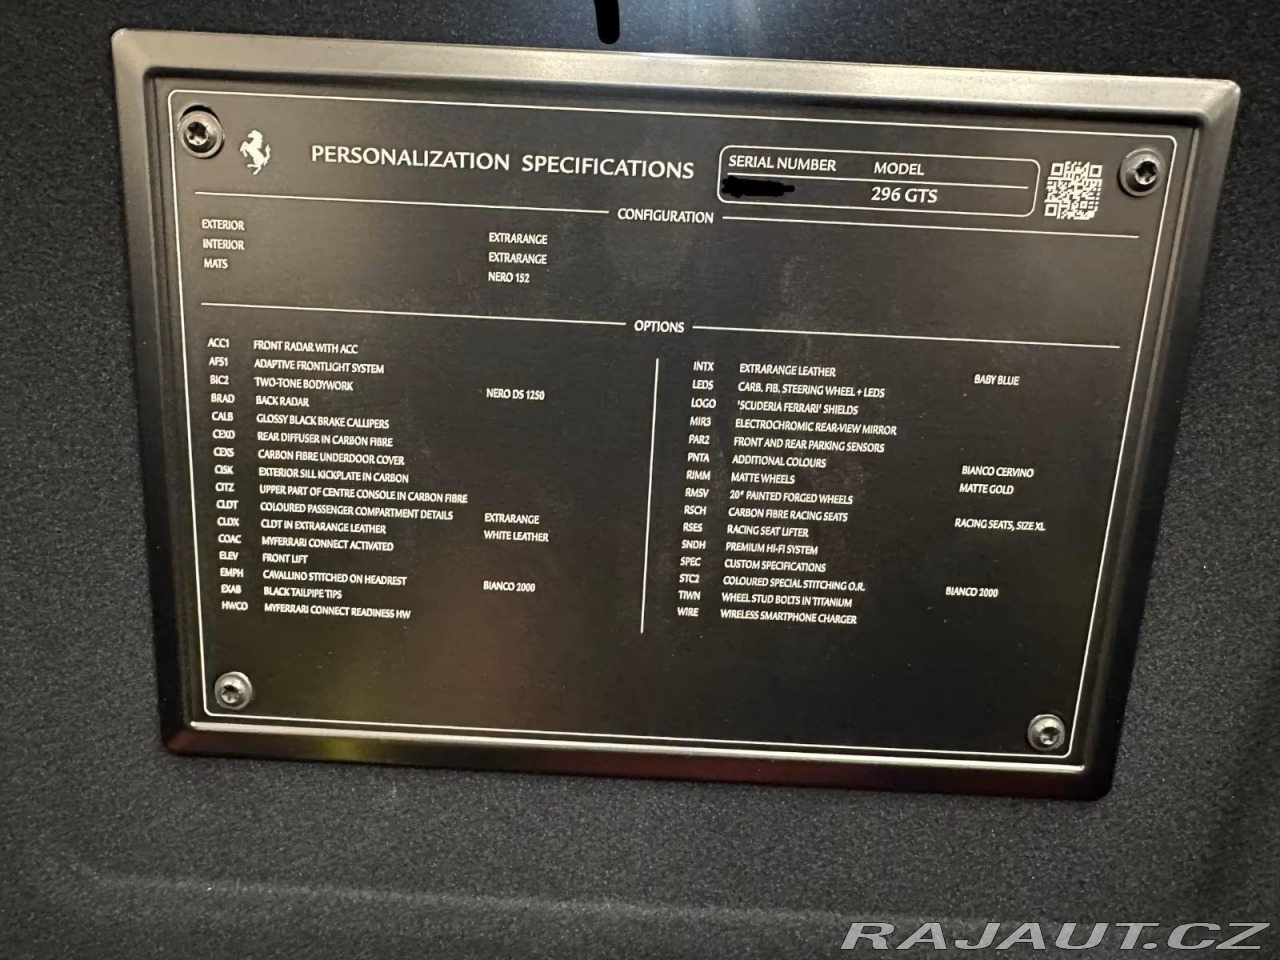 PERSONALIZATION SPECIFICATIONS
SERIAL NUMBER MODEL
296 GTS
CONFIGURATION
EXTERIOR EXTRARANGE
INTERIOR EXTRARANGE
MATS NERO 152
OPTIONS
ACC1 FRONT RADAR WITH ACC
AFS1 ADAPTIVE FRONTLIGHT SYSTEM
BIC2 TWO-TONE BODYWORK NERO DS 1250
BRAD BACK RADAR
CALB GLOSSY BLACK BRAKE CALLIPERS
CEXD REAR DIFFUSER IN CARBON FIBRE
CEXS CARBON FIBRE UNDERDOOR COVER
CISK EXTERIOR SILL KICKPLATE IN CARBON
CITZ UPPER PART OF CENTRE CONSOLE IN CARBON FIBRE
CLDT COLOURED PASSENGER COMPARTMENT DETAILS EXTRARANGE
CLDX CLDT IN EXTRARANGE LEATHER WHITE LEATHER
COAC MYFERRARI CONNECT ACTIVATED
ELEV FRONT LIFT
EMPH CAVALLINO STITCHED ON HEADREST BIANCO 2000
EXAB BLACK TAILPIPE TIPS
HWCO MYFERRARI CONNECT READINESS HW
INTX EXTRARANGE LEATHER BABY BLUE
LEDS CARB. FIB. STEERING WHEEL + LEDS
LOGO 'SCUDERIA FERRARI' SHIELDS
MIR3 ELECTROCHROMIC REAR-VIEW MIRROR
PAR2 FRONT AND REAR PARKING SENSORS
PNTA ADDITIONAL COLOURS BIANCO CERVINO
RIMM MATTE WHEELS MATTE GOLD
RMSV 20" PAINTED FORGED WHEELS
RSCH CARBON FIBRE RACING SEATS RACING SEATS, SIZE XL
RSES RACING SEAT LIFTER
SNDH PREMIUM HI-FI SYSTEM
SPEC CUSTOM SPECIFICATIONS
STC2 COLOURED SPECIAL STITCHING O.R. BIANCO 2000
TIWN WHEEL STUD BOLTS IN TITANIUM
WIRE WIRELESS SMARTPHONE CHARGER
RAJAUT.CZ